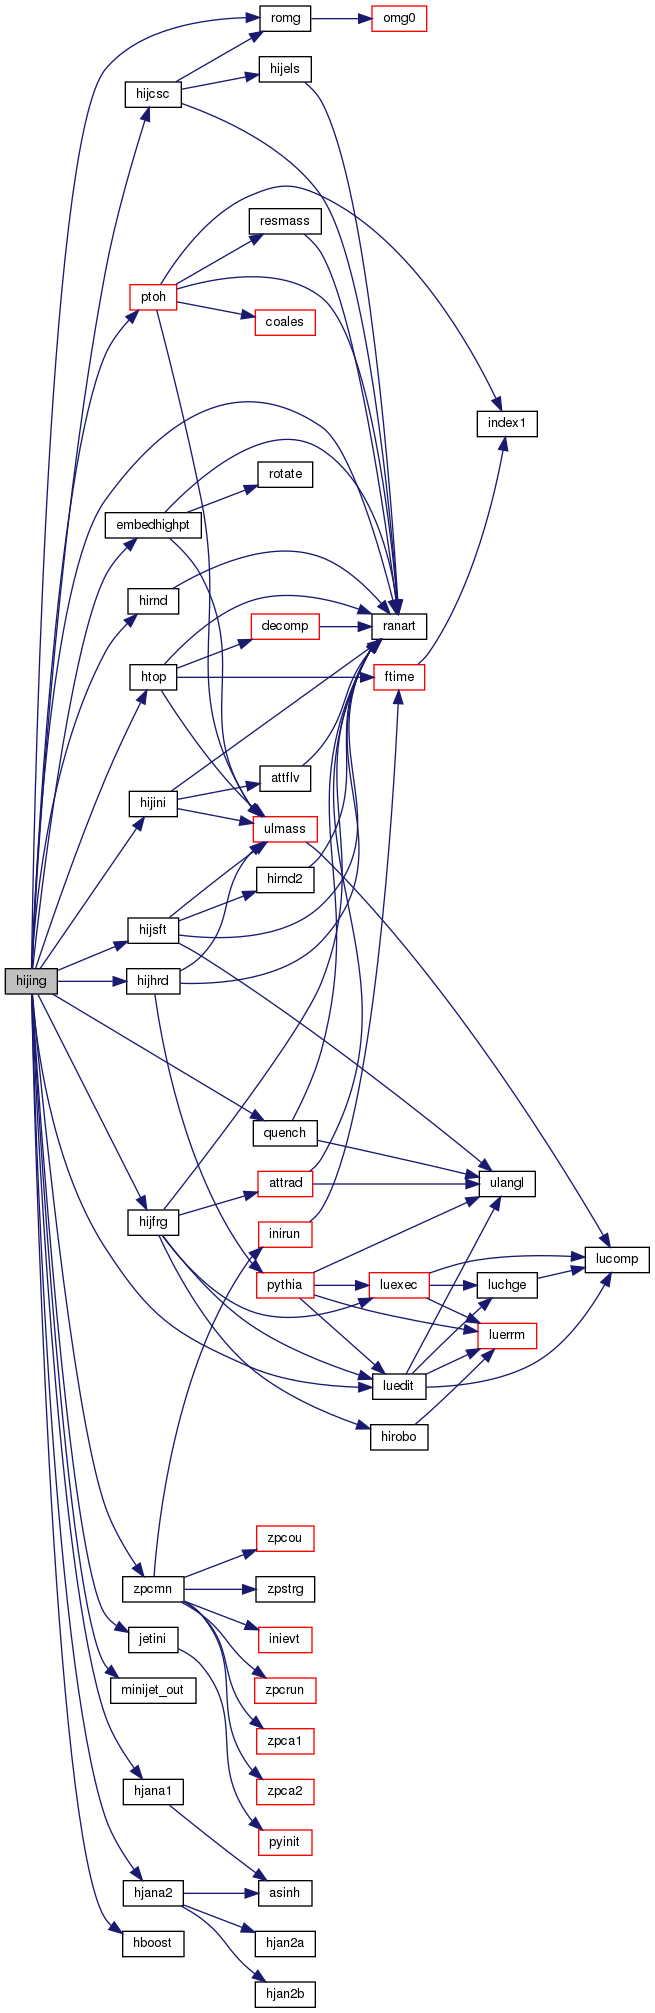 romg
omg0
hijels
hijcsc
resmass
ptoh
coales
index1
rotate
embedhighpt
hirnd
decomp
ranart
htop
ftime
attflv
hijini
ulmass
hirnd2
hijsft
hijing
hijhrd
quench
attrad
ulangl
hijfrg
inirun
lucomp
pythia
luexec
luchge
luerrm
luedit
hirobo
zpcou
zpcmn
zpstrg
jetini
inievt
minijet_out
zpcrun
zpca1
hjana1
zpca2
pyinit
hjana2
asinh
hboost
hjan2a
hjan2b